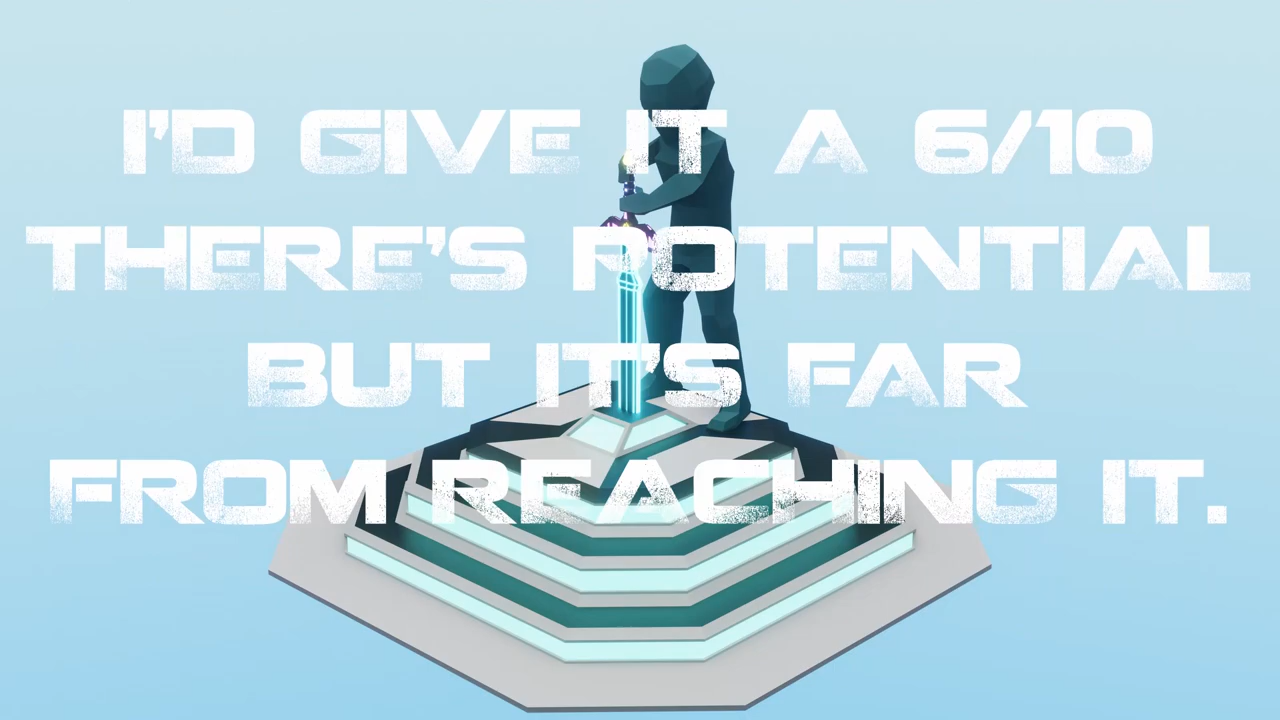 I'D GIVE IT A 6/10
THERE'S POTENTIAL
BUT IT'S FAR
FROM REACHING IT.